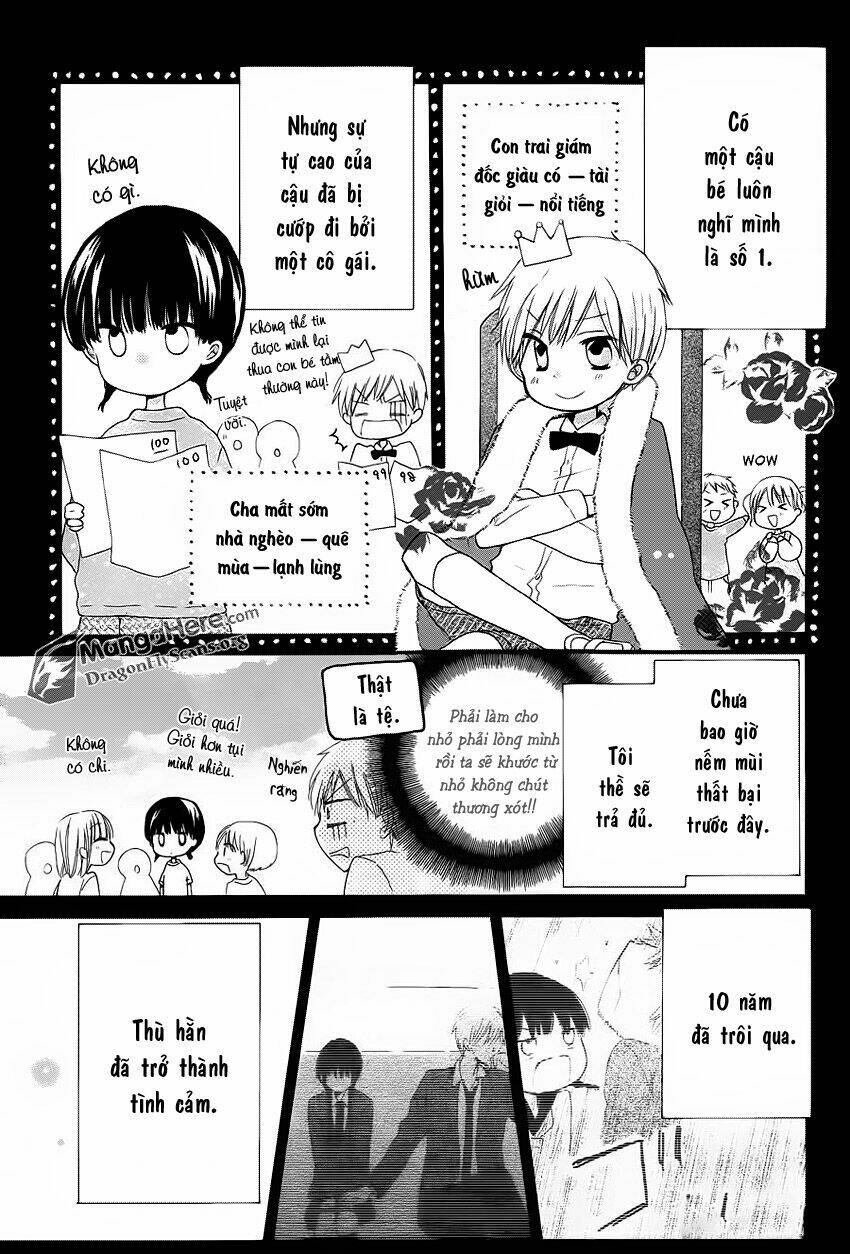 Có
một cậu
bé luôn
nghĩ mình
là số 1.
Con trai giám
đốc giàu có – tài
giỏi – nổi tiếng
hừm
WOW
Nhưng sự
tự cao của
cậu đã bị
cướp đi bởi
một cô gái.
Không
có gì.
Không thể tin
được mình lại
thua con bé tầm
thường này!
Tuyệt
vời.
100
100
99
98
Cha mất sớm
nhà nghèo – quê
mùa – lạnh lùng
MangaHere.com
DragonFlyScans.org
Chưa
bao giờ
nếm mùi
thất bại
trước đây.
Tôi
thề sẽ
trả đủ.
Phải làm cho
nhỏ phải lòng mình
rồi ta sẽ khước từ
nhỏ không chút
thương xót!!
Thật
là tệ.
Nghiến
răng
Giỏi quá!
Giỏi hơn tụi
mình nhiều.
Không
có chi.
10 năm
đã trôi qua.
Thù hằn
đã trở thành
tình cảm.